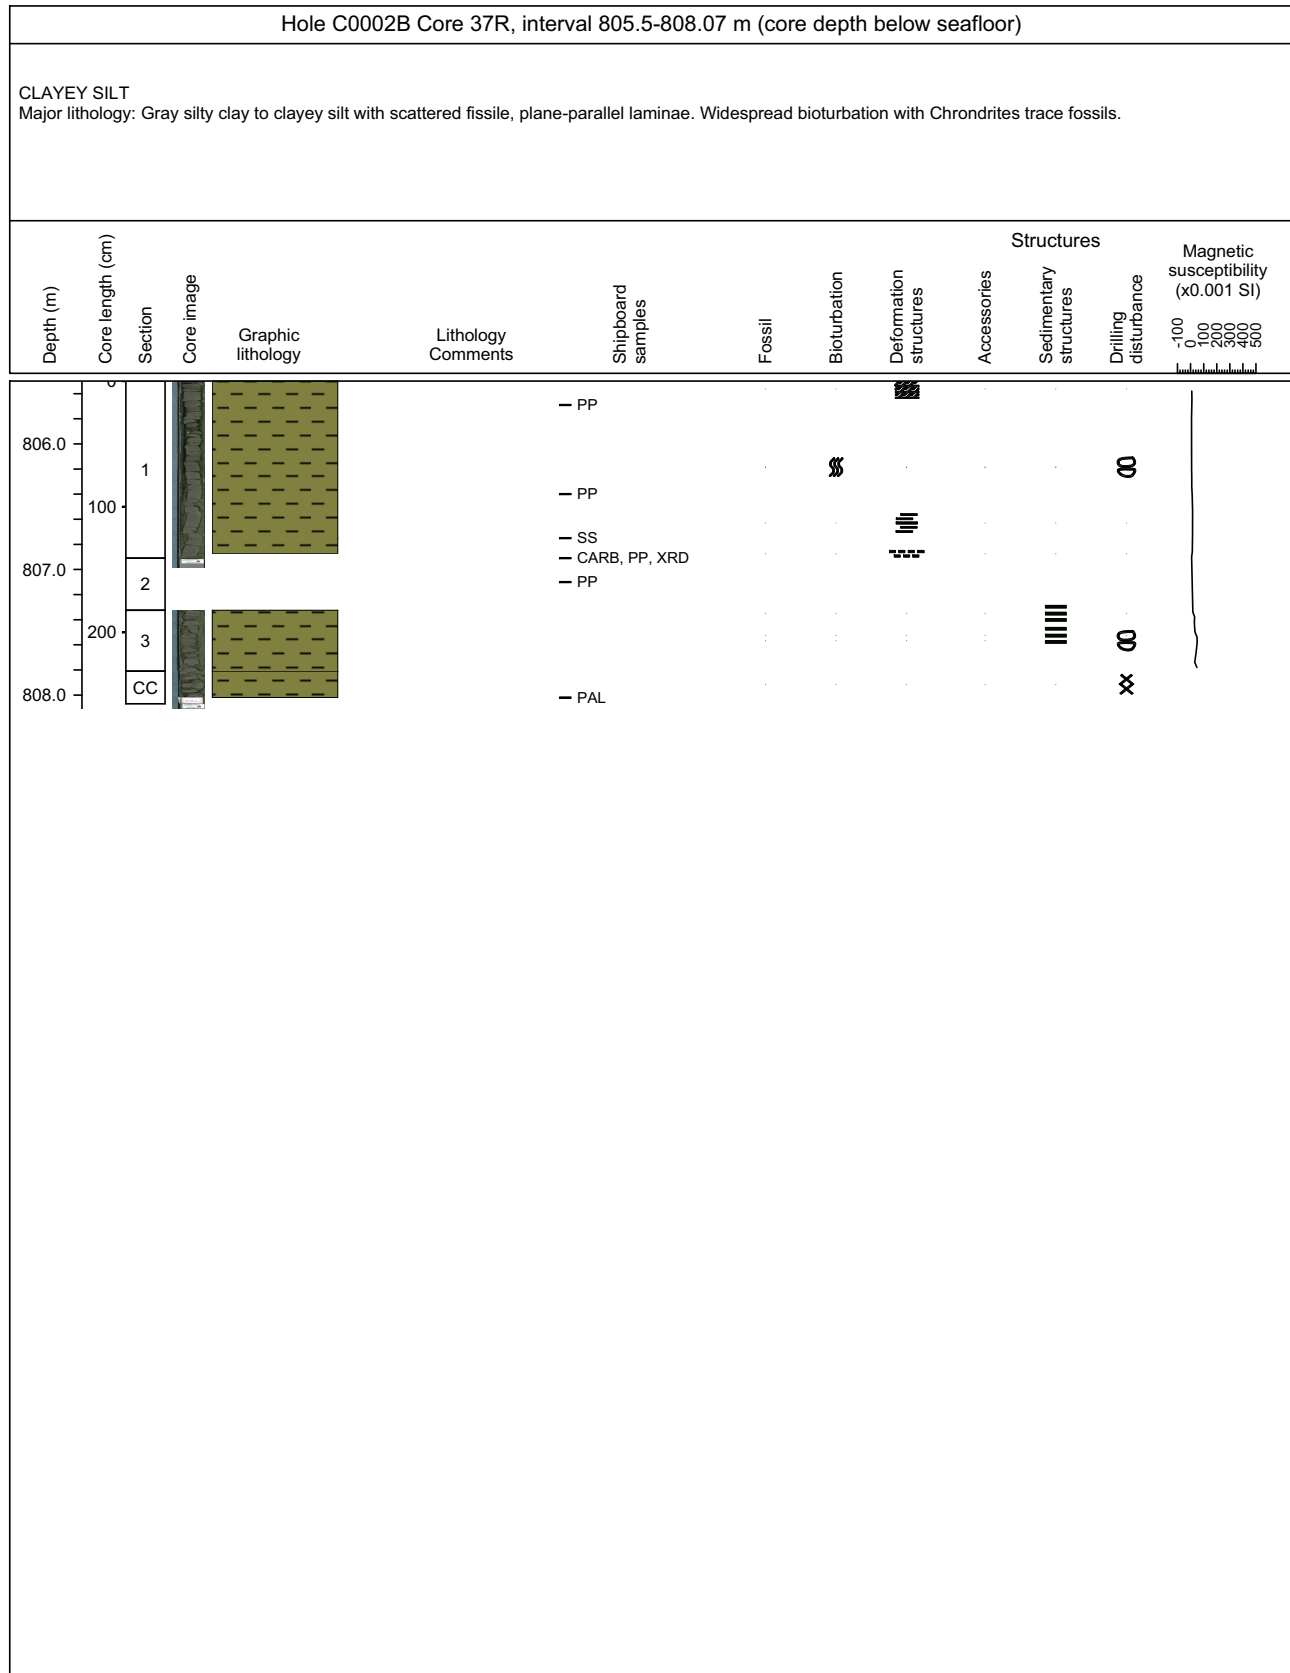 Hole C0002B Core 37R, interval 805.5-808.07 m (core depth below seafloor)
CLAYEY SILT
Major lithology: Gray silty clay to clayey silt with scattered fissile, plane-parallel laminae. Widespread bioturbation with Chrondrites trace fossils.
Depth (m)
Core length (cm)
Section
Core image
Graphic
lithology
Lithology
Comments
Shipboard
samples
Fossil
Bioturbation
Structures
Deformation
structures
Accessories
Sedimentary
structures
Drilling
disturbance
Magnetic
susceptibility
(x0.001 SI)
-100
0
100
200
300
400
500
0
PP
806.0
1
PP
100
SS
CARB, PP, XRD
807.0
2
PP
200
3
CC
808.0
PAL